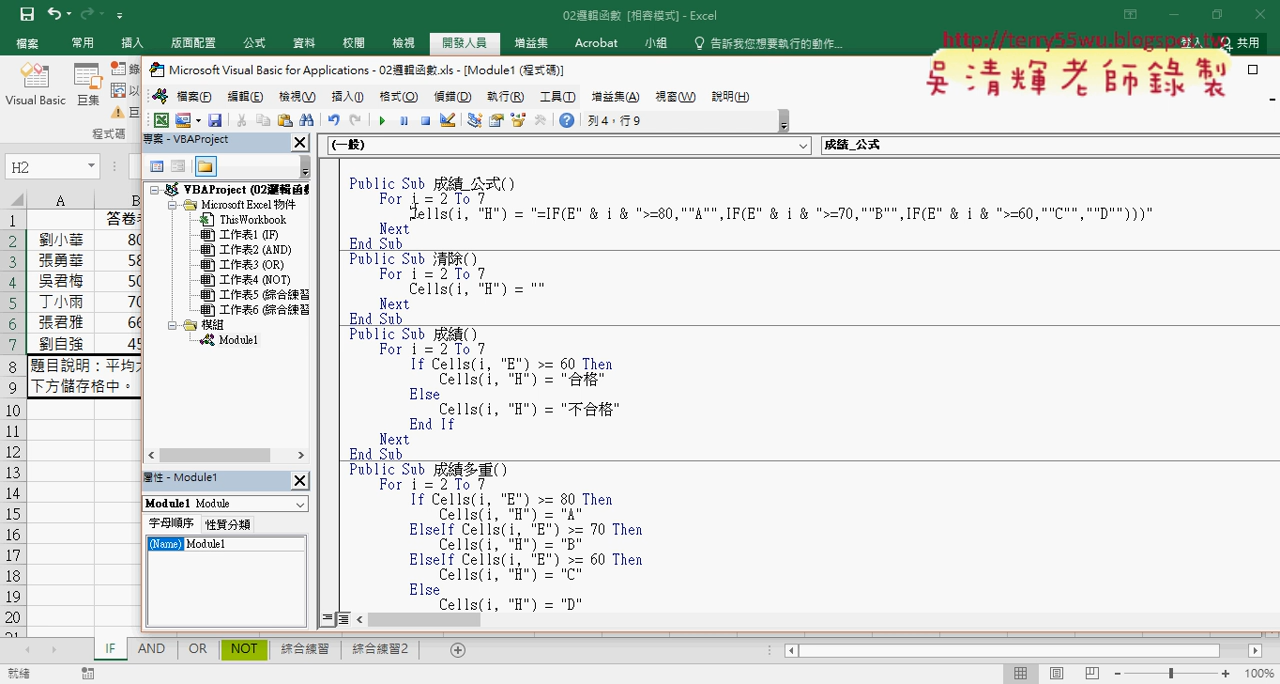 02邏輯函數 [相容模式] - Excel
檔案 常用 插入 版面配置 公式 資料 校閱 檢視 開發人員 增益集 Acrobat 小組 告訴我您想要執行的動作... 登入 共用
http://terry55wu.blogspot.tw
吳清輝老師錄製
Visual Basic 巨集
程式碼
Microsoft Visual Basic for Applications - 02邏輯函數.xls - [Module1 (程式碼)]
檔案(F) 編輯(E) 檢視(V) 插入(I) 格式(O) 偵錯(D) 執行(R) 工具(T) 增益集(A) 視窗(W) 說明(H)
列 4，行 9
專案 - VBAProject
VBAProject (02邏輯函數
Microsoft Excel 物件
ThisWorkbook
工作表1 (IF)
工作表2 (AND)
工作表3 (OR)
工作表4 (NOT)
工作表5 (綜合練習
工作表6 (綜合練習
模組
Module1
屬性 - Module1
Module1 Module
字母順序 性質分類
(Name) Module1
(一般) 成績_公式
Public Sub 成績_公式()
For i = 2 To 7
Cells(i, "H") = "=IF(E" & i & ">=80,""A"",IF(E" & i & ">=70,""B"",IF(E" & i & ">=60,""C"",""D"")))"
Next
End Sub
Public Sub 清除()
For i = 2 To 7
Cells(i, "H") = ""
Next
End Sub
Public Sub 成績()
For i = 2 To 7
If Cells(i, "E") >= 60 Then
Cells(i, "H") = "合格"
Else
Cells(i, "H") = "不合格"
End If
Next
End Sub
Public Sub 成績多重()
For i = 2 To 7
If Cells(i, "E") >= 80 Then
Cells(i, "H") = "A"
ElseIf Cells(i, "E") >= 70 Then
Cells(i, "H") = "B"
ElseIf Cells(i, "E") >= 60 Then
Cells(i, "H") = "C"
Else
Cells(i, "H") = "D"
H2
A B
1 答卷
2 劉小華 80
3 張勇華 58
4 吳君梅 50
5 丁小雨 70
6 張君雅 66
7 劉自強 45
8 題目說明：平均
9 下方儲存格中。
10
11
12
13
14
15
16
17
18
19
20
IF AND OR NOT 綜合練習 綜合練習2
就緒 100%